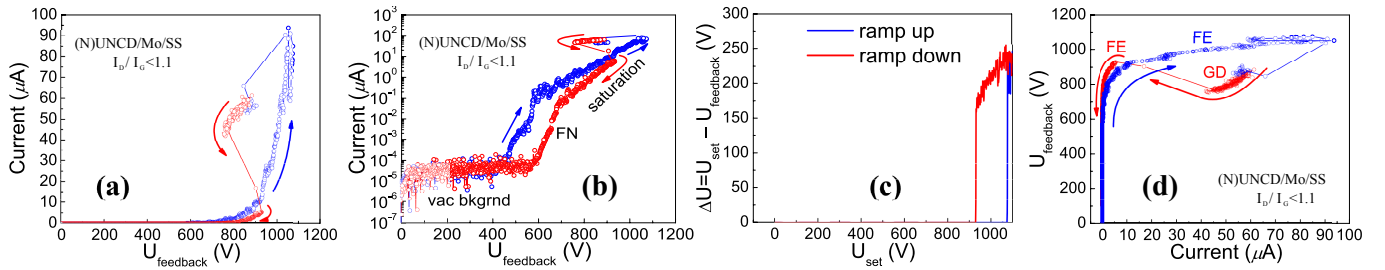 100
90
80
70
60
50
40
30
20
10
0
Current (μA)
(N)UNCD/Mo/SS
I_D/ I_G<1.1
(a)
0 200 400 600 800 1000 1200
U_feedback (V)
10^3
10^2
10^1
10^0
10^-1
10^-2
10^-3
10^-4
10^-5
10^-6
10^-7
Current (μA)
(N)UNCD/Mo/SS
I_D/ I_G<1.1
saturation
FN
vac bkgrnd
(b)
0 200 400 600 800 1000 1200
U_feedback (V)
300
250
200
150
100
50
0
ΔU=U_set − U_feedback (V)
ramp up
ramp down
(c)
0 200 400 600 800 1000
U_set (V)
1200
1000
800
600
400
200
0
U_feedback (V)
FE
FE
GD
(N)UNCD/Mo/SS
I_D/ I_G<1.1
(d)
0 10 20 30 40 50 60 70 80 90 100
Current (μA)